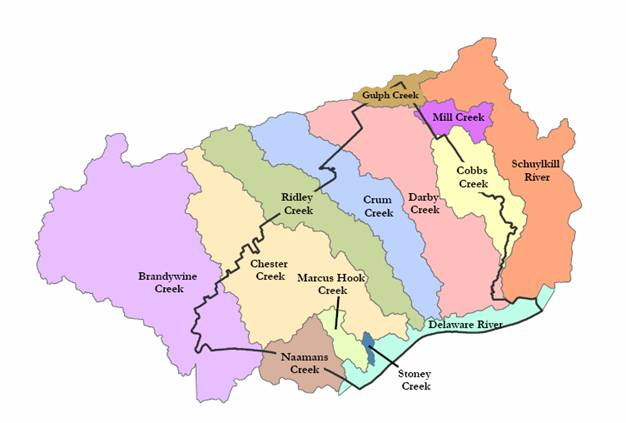 Gulph Creek
Mill Creek
Schuylkill
River
Cobbs
Creek
Darby
Creek
Crum
Creek
Ridley
Creek
Chester
Creek
Marcus Hook
Creek
Brandywine
Creek
Delaware River
Naamans
Creek
Stoney
Creek